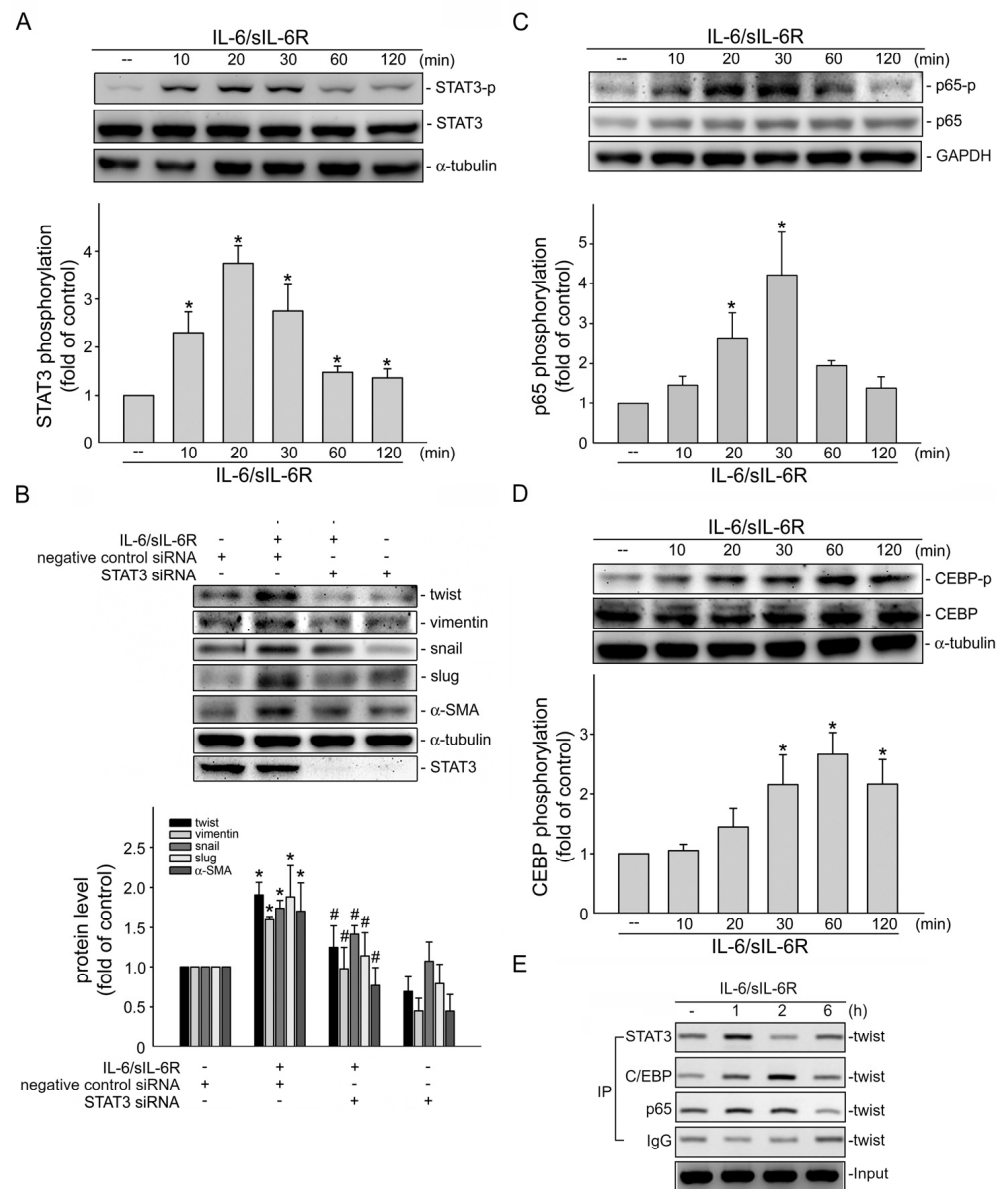 A
IL-6/sIL-6R
-- 10 20 30 60 120 (min)
- STAT3-p
- STAT3
- α-tubulin
STAT3 phosphorylation
(fold of control)
4
3
2
1
0
* * * * *
-- 10 20 30 60 120 (min)
IL-6/sIL-6R
B
IL-6/sIL-6R - + + -
negative control siRNA + + - -
STAT3 siRNA - - + +
- twist
- vimentin
- snail
- slug
- α-SMA
- α-tubulin
- STAT3
twist
vimentin
snail
slug
α-SMA
protein level
(fold of control)
2.5
2.0
1.5
1.0
0.5
0
* * * * *
# # # # #
IL-6/sIL-6R - + + -
negative control siRNA + + - -
STAT3 siRNA - - + +
C
IL-6/sIL-6R
-- 10 20 30 60 120 (min)
- p65-p
- p65
- GAPDH
p65 phosphorylation
(fold of control)
5
4
3
2
1
0
* *
-- 10 20 30 60 120 (min)
IL-6/sIL-6R
D
IL-6/sIL-6R
-- 10 20 30 60 120 (min)
- CEBP-p
- CEBP
- α-tubulin
CEBP phosphorylation
(fold of control)
3
2
1
0
* * *
-- 10 20 30 60 120 (min)
IL-6/sIL-6R
E
IL-6/sIL-6R
- 1 2 6 (h)
IP
STAT3 -twist
C/EBP -twist
p65 -twist
IgG -twist
-Input